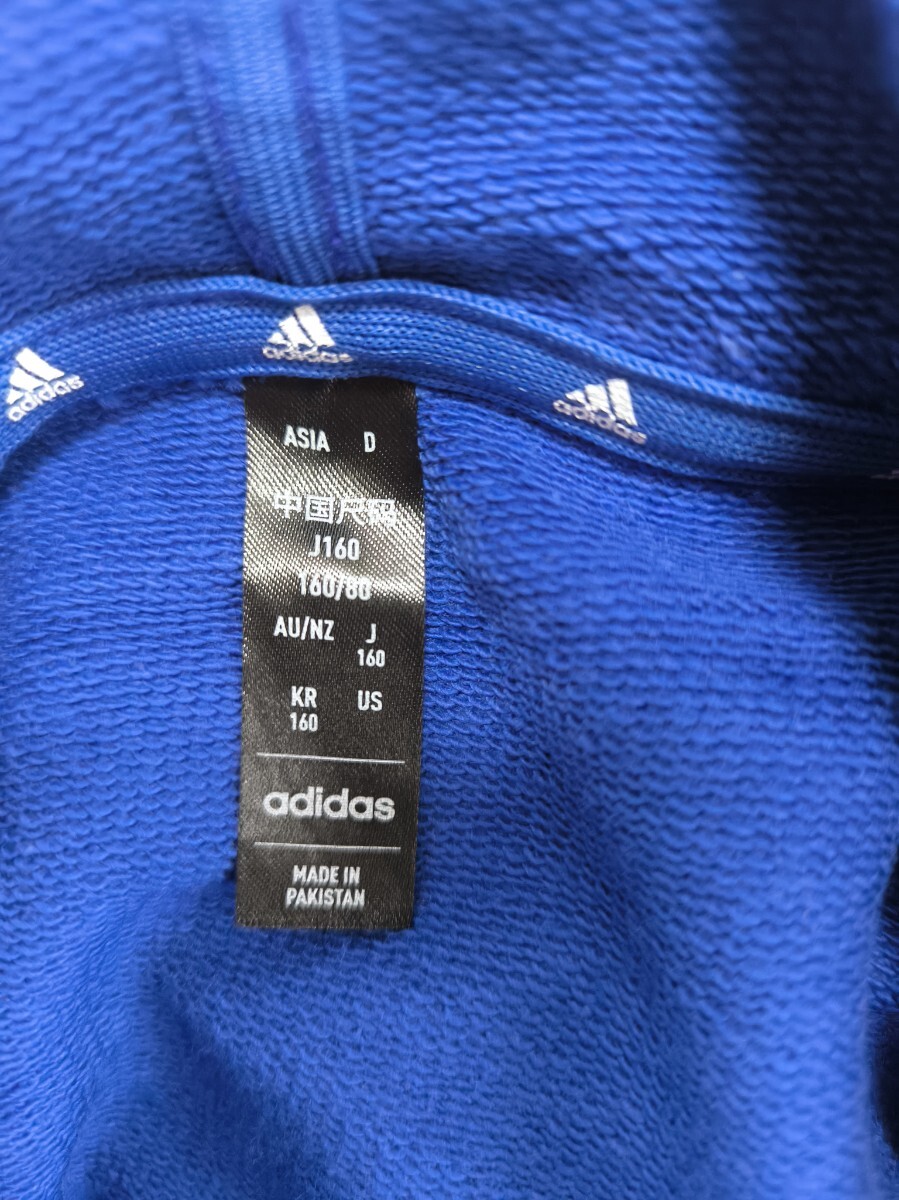 adidas
adidas
adidas
ASIA D
中国尺码
J160
160/80
AU/NZ J
160
KR US
160
adidas
MADE IN
PAKISTAN